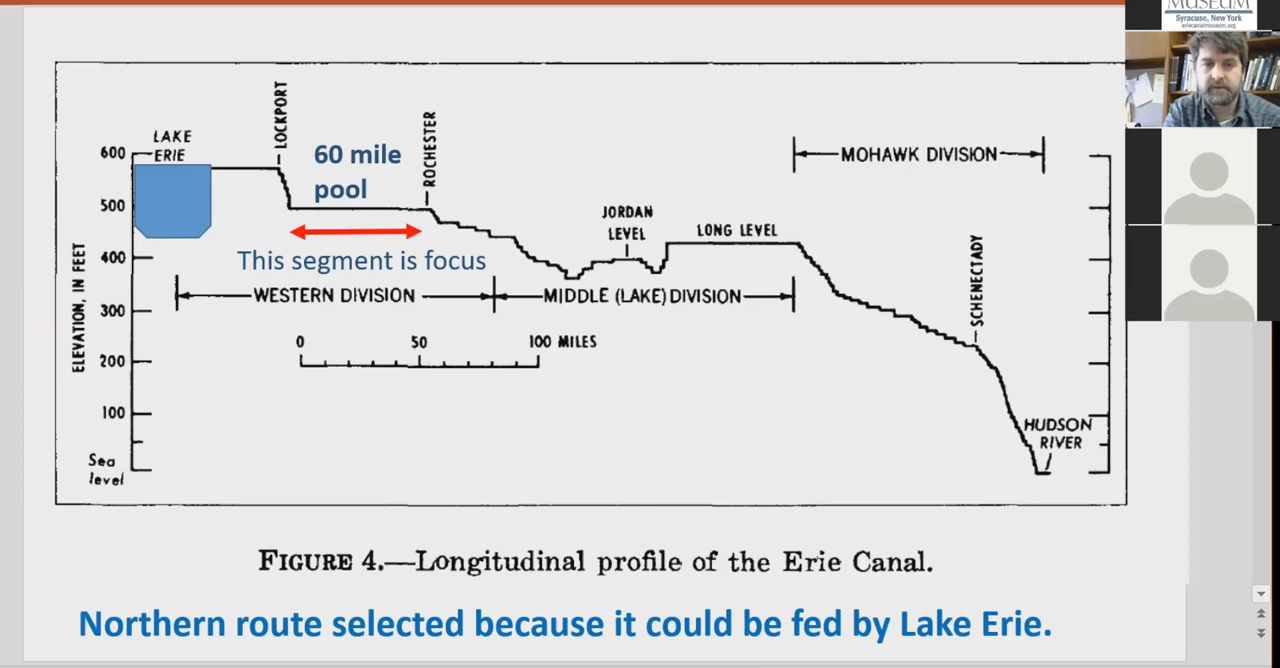 MUSEUM
Syracuse, New York
eriecanalmuseum.org
LAKE
ERIE
LOCKPORT
60 mile
pool
ROCHESTER
MOHAWK DIVISION
600
500
400
300
200
100
Sea
level
ELEVATION, IN FEET
JORDAN
LEVEL
LONG LEVEL
This segment is focus
WESTERN DIVISION
MIDDLE (LAKE) DIVISION
SCHENECTADY
0 50 100 MILES
HUDSON
RIVER
FIGURE 4.—Longitudinal profile of the Erie Canal.
Northern route selected because it could be fed by Lake Erie.